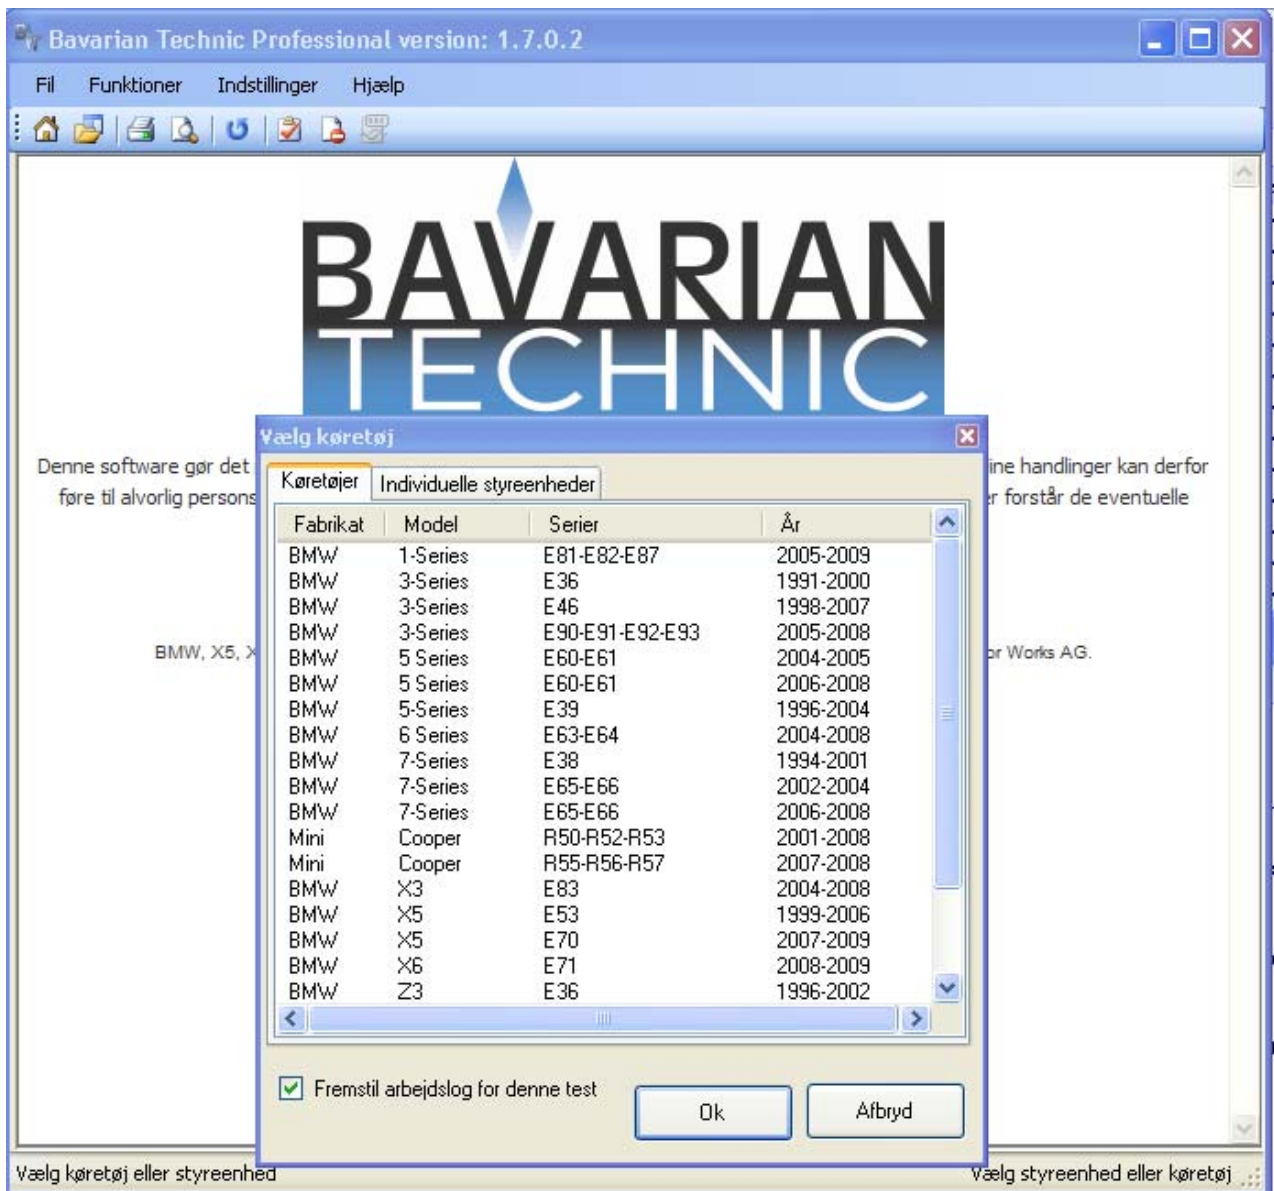 Bavarian Technic Professional version: 1.7.0.2
Fil Funktioner Indstillinger Hjælp
BAVARIAN
TECHNIC
Denne software gør det
ine handlinger kan derfor
føre til alvorlig
er forstår de eventuelle
BMW, X5,
Works AG.
Vælg køretøj
Køretøjer Individuelle styreenheder
Fabrikat Model Serier År
BMW 1-Series E81-E82-E87 2005-2009
BMW 3-Series E36 1991-2000
BMW 3-Series E46 1998-2007
BMW 3-Series E90-E91-E92-E93 2005-2008
BMW 5 Series E60-E61 2004-2005
BMW 5 Series E60-E61 2006-2008
BMW 5-Series E39 1996-2004
BMW 6 Series E63-E64 2004-2008
BMW 7-Series E38 1994-2001
BMW 7-Series E65-E66 2002-2004
BMW 7-Series E65-E66 2006-2008
Mini Cooper R50-R52-R53 2001-2008
Mini Cooper R55-R56-R57 2007-2008
BMW X3 E83 2004-2008
BMW X5 E53 1999-2006
BMW X5 E70 2007-2009
BMW X6 E71 2008-2009
BMW Z3 E36 1996-2002
Fremstil arbejdslog for denne test
Ok Afbryd
Vælg køretøj eller styreenhed Vælg styreenhed eller køretøj